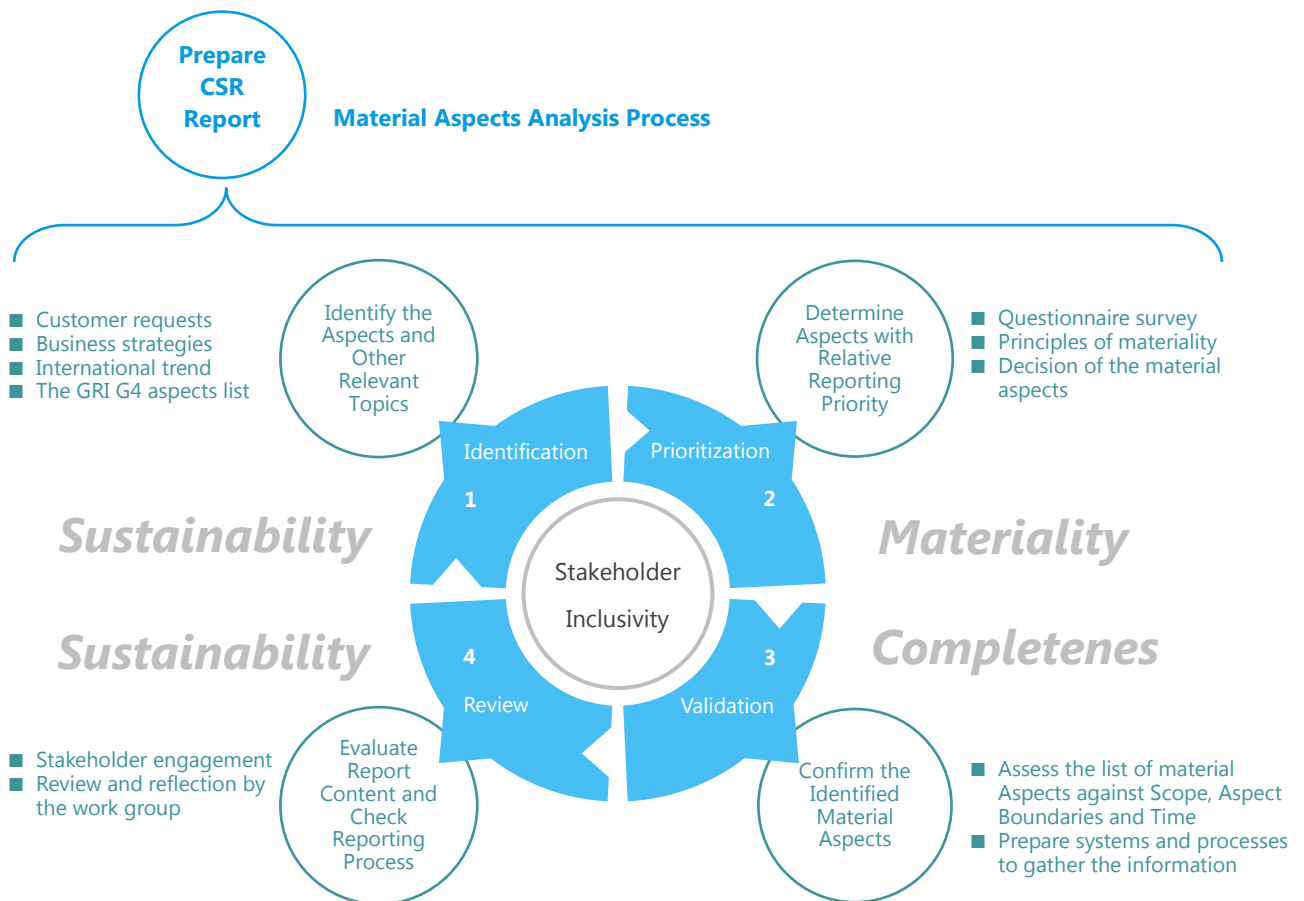 Prepare
CSR
Report
Material Aspects Analysis Process
■ Customer requests
■ Business strategies
■ International trend
■ The GRI G4 aspects list
Identify the
Aspects and
Other
Relevant
Topics
Determine
Aspects with
Relative
Reporting
Priority
■ Questionnaire survey
■ Principles of materiality
■ Decision of the material
aspects
Identification
1
Prioritization
2
Sustainability
Materiality
Stakeholder
Inclusivity
Sustainability
Completenes
4
Review
3
Validation
■ Stakeholder engagement
■ Review and reflection by
the work group
Evaluate
Report
Content and
Check
Reporting
Process
Confirm the
Identified
Material
Aspects
■ Assess the list of material
Aspects against Scope, Aspect
Boundaries and Time
■ Prepare systems and processes
to gather the information